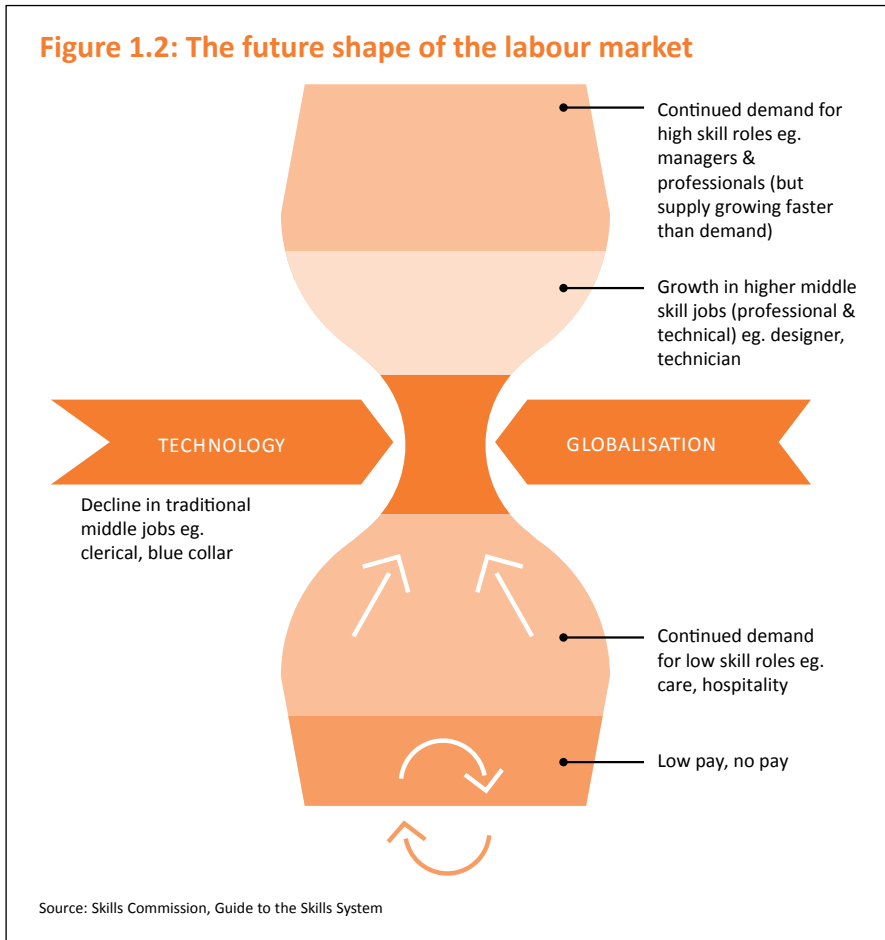 Figure 1.2: The future shape of the labour market
Continued demand for
high skill roles eg.
managers &
professionals (but
supply growing faster
than demand)
Growth in higher middle
skill jobs (professional &
technical) eg. designer,
technician
TECHNOLOGY
GLOBALISATION
Decline in traditional
middle jobs eg.
clerical, blue collar
Continued demand
for low skill roles eg.
care, hospitality
Low pay, no pay
Source: Skills Commission, Guide to the Skills System